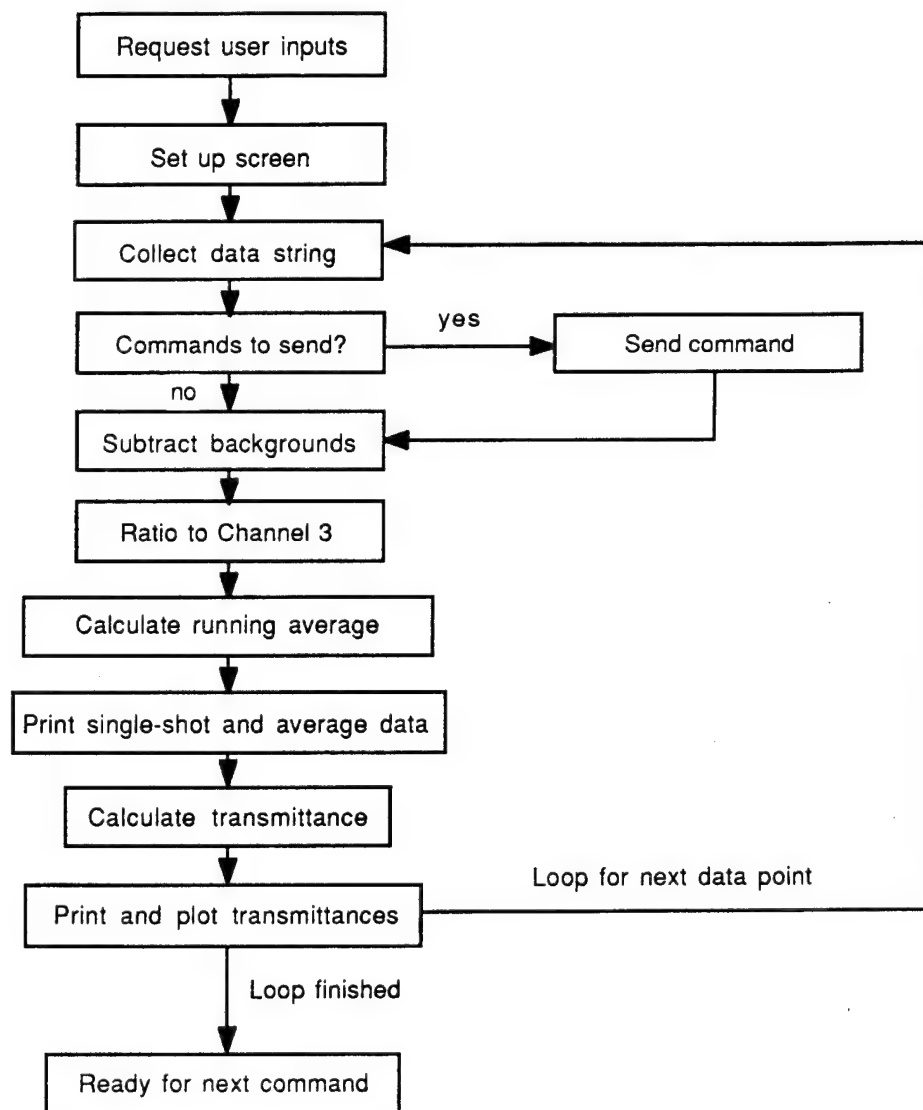 Request user inputs
Set up screen
Collect data string
Commands to send?
yes
Send command
no
Subtract backgrounds
Ratio to Channel 3
Calculate running average
Print single-shot and average data
Calculate transmittance
Loop for next data point
Print and plot transmittances
Loop finished
Ready for next command